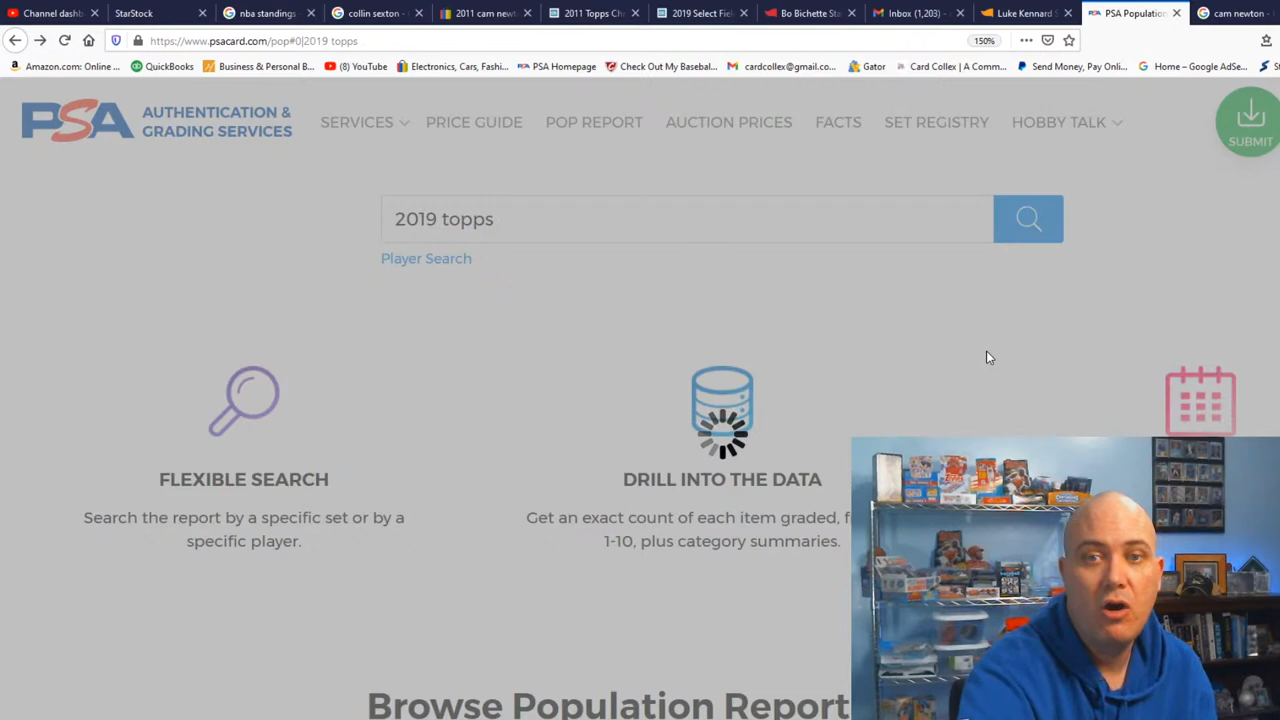 Channel dashb
StarStock
nba standings
collin sexton -
2011 cam newt
2011 Topps Chr
2019 Select Fiel
Bo Bichette Sta
Inbox (1,203) -
Luke Kennard S
PSA Population
cam newton -
https://www.psacard.com/pop#0|2019 topps
150%
Amazon.com: Online ...
QuickBooks
Business & Personal B...
(8) YouTube
Electronics, Cars, Fashi...
PSA Homepage
Check Out My Basebal...
cardcollex@gmail.co...
Gator
Card Collex | A Comm...
Send Money, Pay Onli...
Home – Google AdSe...
St
PSA
AUTHENTICATION &
GRADING SERVICES
SERVICES
PRICE GUIDE
POP REPORT
AUCTION PRICES
FACTS
SET REGISTRY
HOBBY TALK
SUBMIT
2019 topps
Player Search
FLEXIBLE SEARCH
Search the report by a specific set or by a
specific player.
DRILL INTO THE DATA
Get an exact count of each item graded, f
1-10, plus category summaries.
Browse Population Report